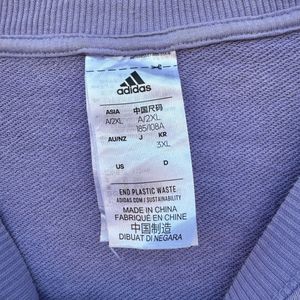 adidas
ASIA 中国尺码
A/2XL A/2XL
185/108A
AU/NZ J KR
3XL
US D
END PLASTIC WASTE
ADIDAS.COM / SUSTAINABILITY
MADE IN CHINA
FABRIQUÉ EN CHINE
中国制造
DIBUAT DI NEGARA